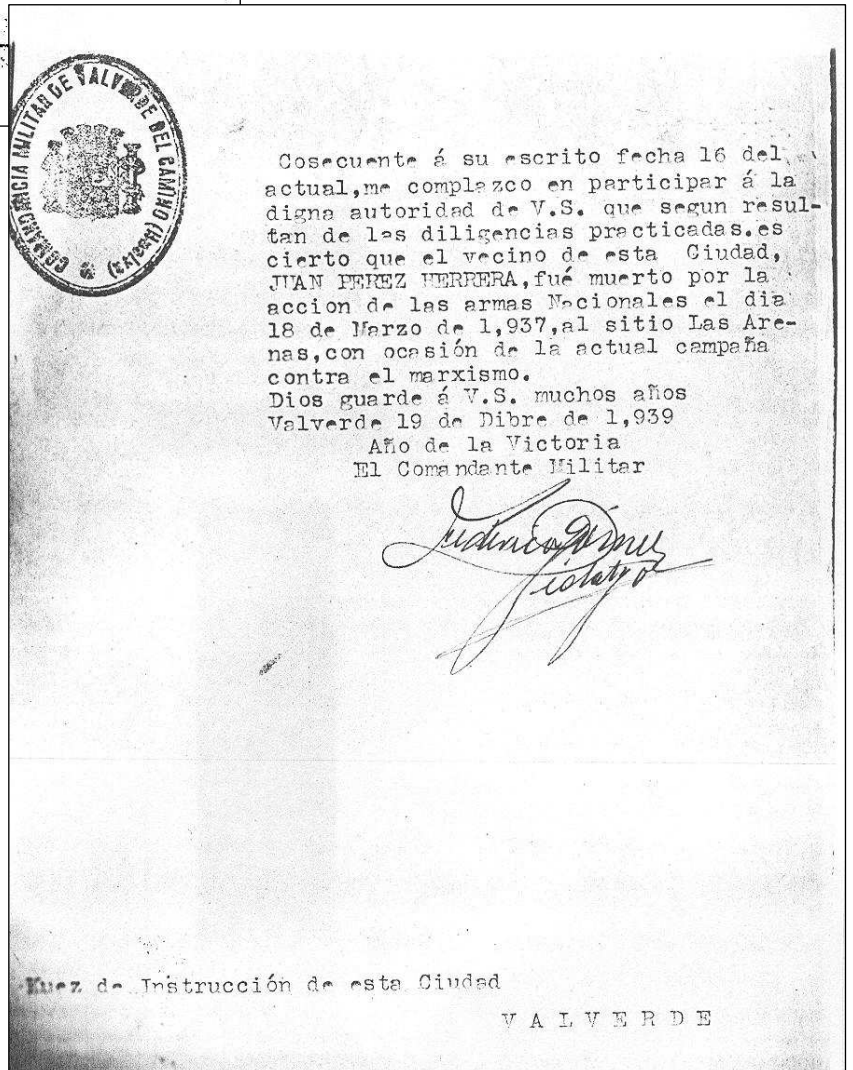 COMANDANCIA MILITAR DE VALVERDE DEL CAMINO (Huelva)
Cosecuente á su escrito fecha 16 del
actual,me complazco en participar á la
digna autoridad de V.S. que segun resul-
tan de las diligencias practicadas.es
cierto que el vecino de esta Ciudad,
JUAN PEREZ HERRERA,fué muerto por la
accion de las armas Nacionales el dia
18 de Marzo de 1,937,al sitio Las Are-
nas,con ocasión de la actual campaña
contra el marxismo.
Dios guarde á V.S. muchos años
Valverde 19 de Dibre de 1,939
Año de la Victoria
El Comandante Militar
Federico Gómez
Hidalgo
Kuez de Instrucción de esta Ciudad
V A L V E R D E